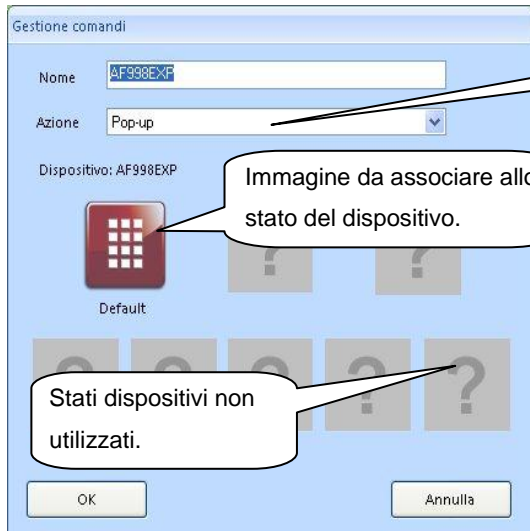 Gestione comandi
Nome AF998EXP
Azione Pop-up
Dispositivo: AF998EXP
Immagine da associare allo
stato del dispositivo.
? ?
Default
? ? ? ? ?
Stati dispositivi non
utilizzati.
OK Annulla